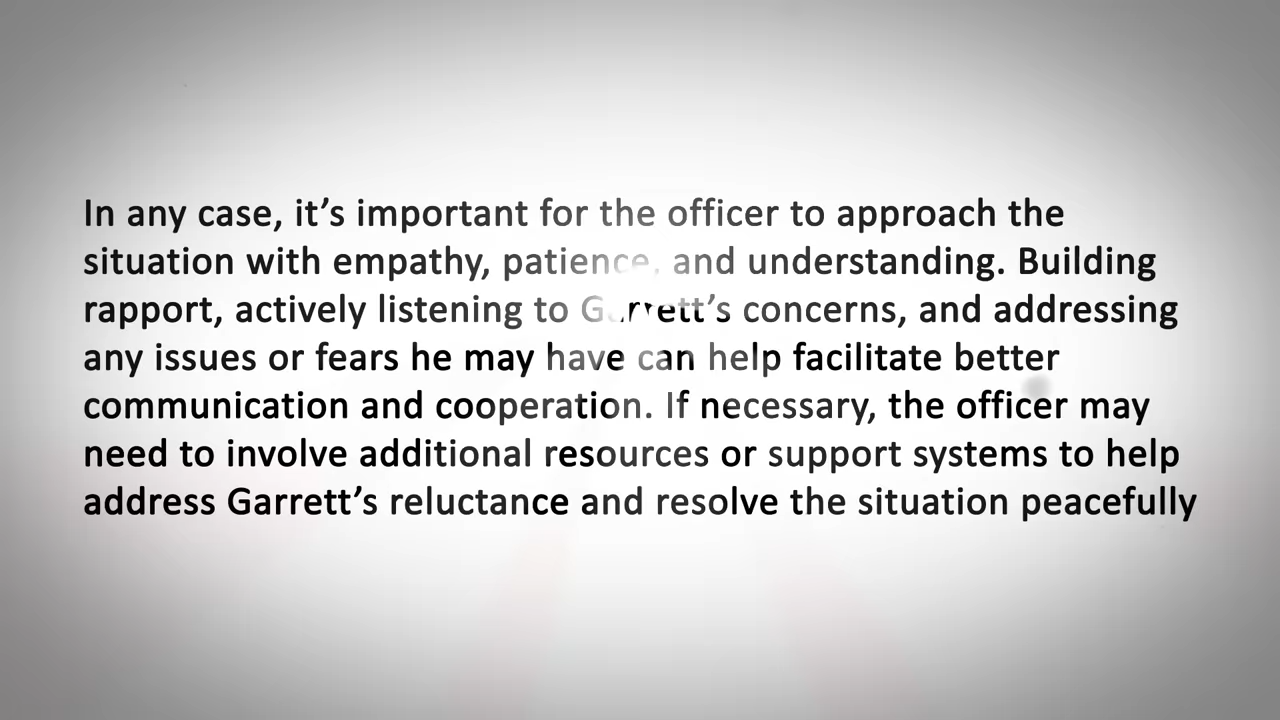 In any case, it’s important for the officer to approach the
situation with empathy, patience, and understanding. Building
rapport, actively listening to Garrett’s concerns, and addressing
any issues or fears he may have can help facilitate better
communication and cooperation. If necessary, the officer may
need to involve additional resources or support systems to help
address Garrett’s reluctance and resolve the situation peacefully